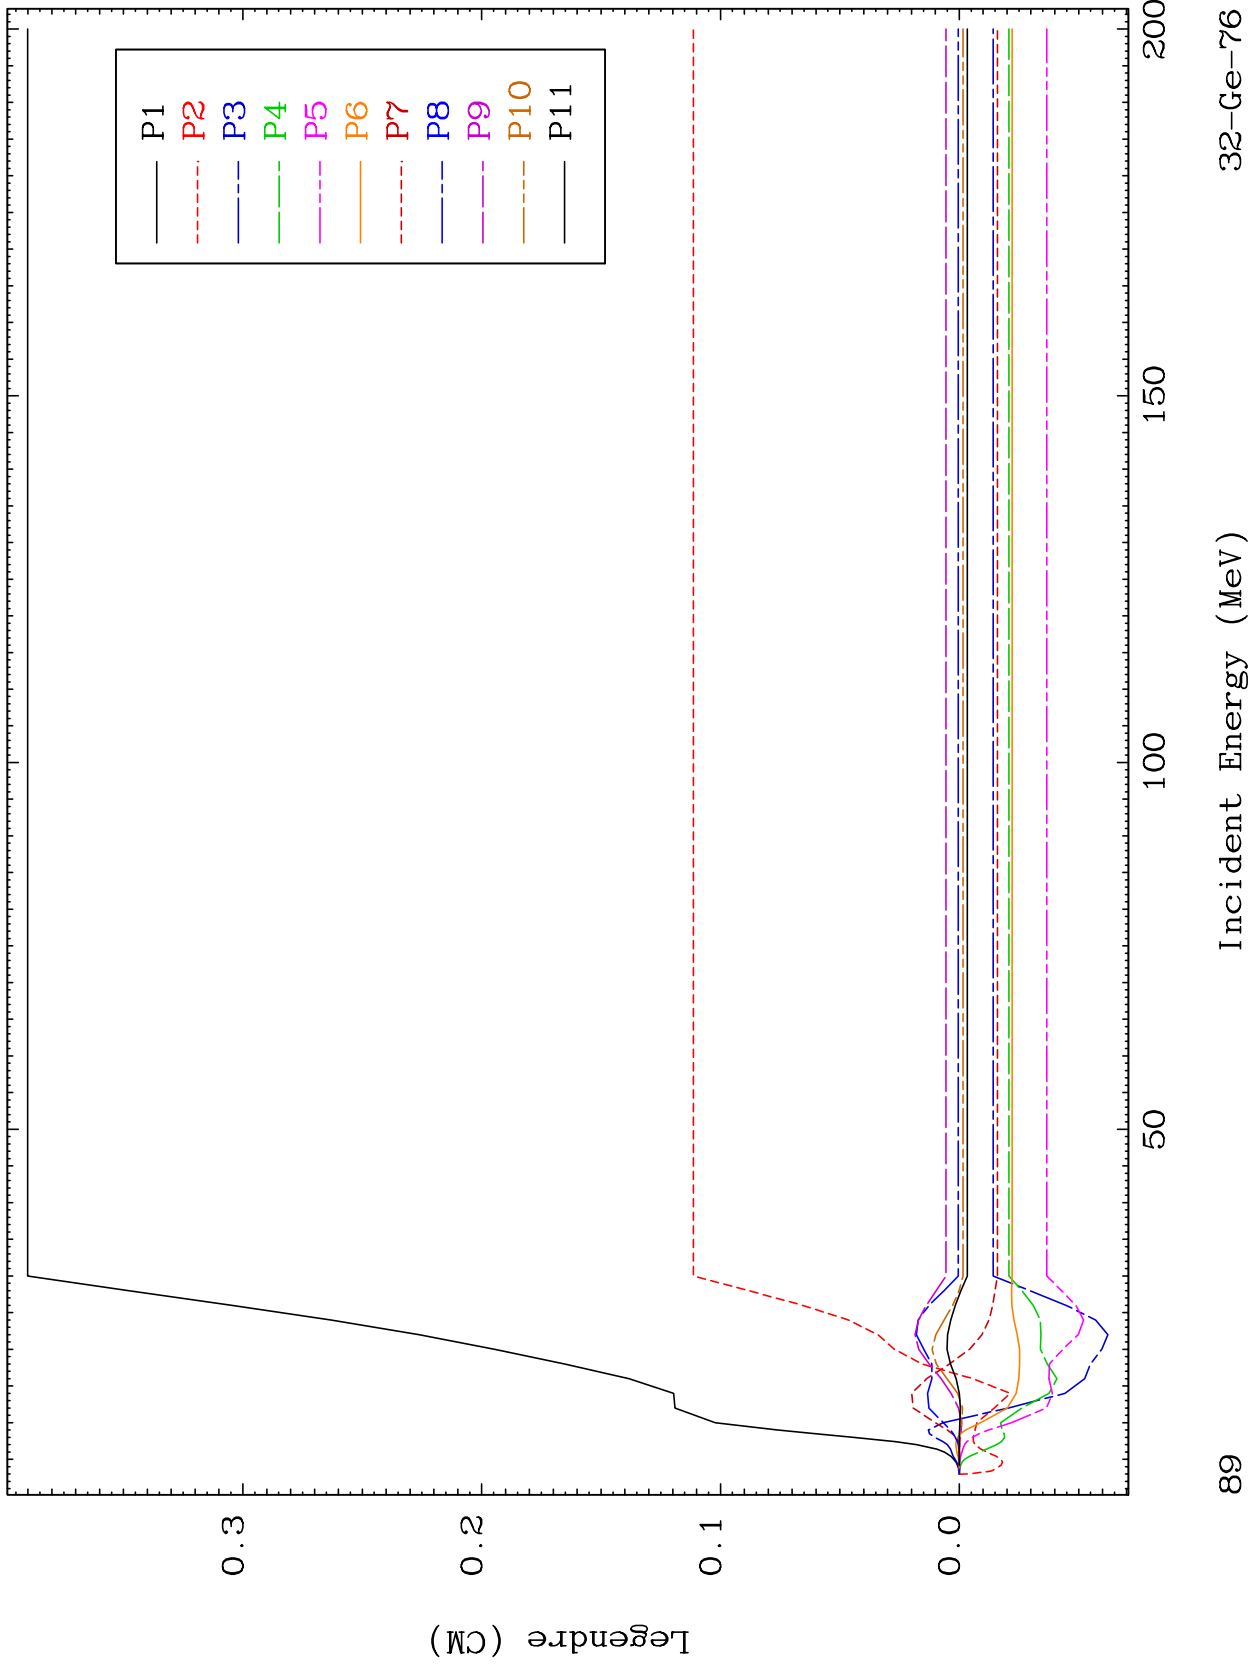 P1
P2
P3
P4
P5
P6
P7
P8
P9
P10
P11
Legendre (CM)
0.3
0.2
0.1
0.0
50
100
150
200
89
Incident Energy (MeV)
32-Ge-76